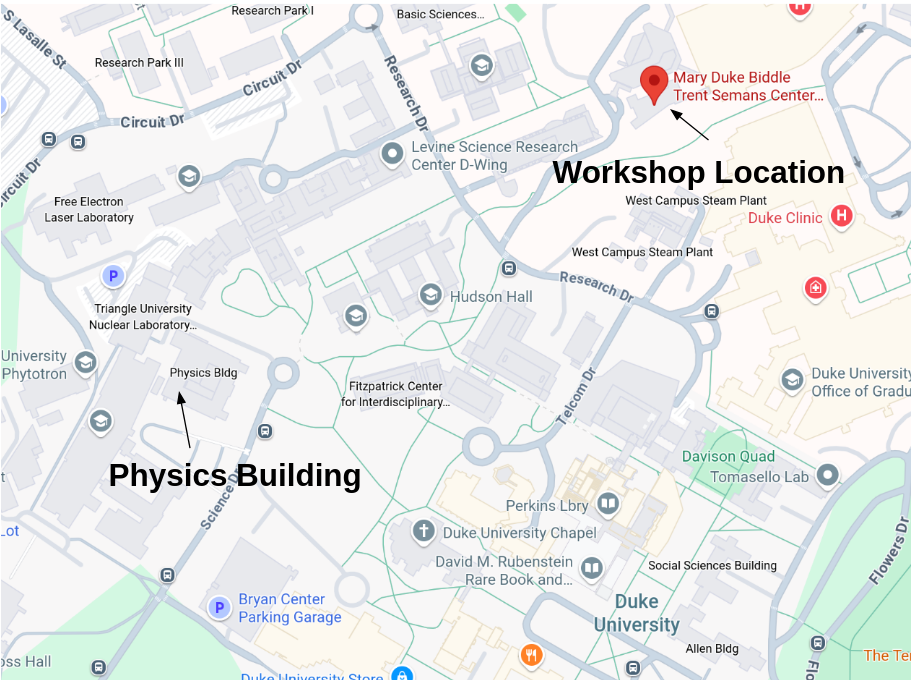 Research Park I
Basic Sciences...
S Lasalle St
Research Park III
Circuit Dr
Research Dr
H
Mary Duke Biddle
Trent Semans Center...
Circuit Dr
Levine Science Research
Center D-Wing
Workshop Location
Circuit Dr
Free Electron
Laser Laboratory
West Campus Steam Plant
Duke Clinic
H
West Campus Steam Plant
P
Research Dr
Hudson Hall
Triangle University
Nuclear Laboratory...
University
Phytotron
Physics Bldg
Fitzpatrick Center
for Interdisciplinary...
Duke University
Office of Gradu
Telcom Dr
Physics Building
Davison Quad
Tomasello Lab
Science Dr
Perkins Lbry
Lot
Duke University Chapel
David M. Rubenstein
Rare Book and...
Social Sciences Building
Flowers Dr
P
Bryan Center
Parking Garage
Duke
University
Allen Bldg
oss Hall
The Te
Flo
Duke University Store